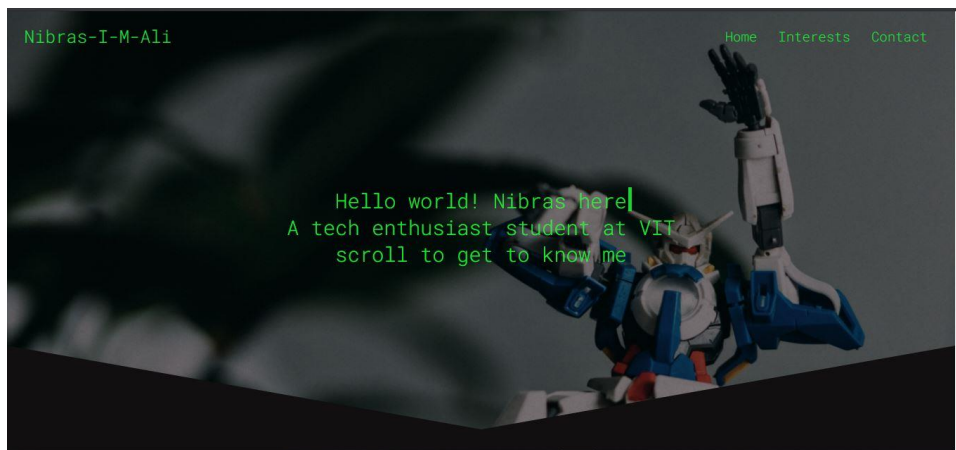 Nibras-I-M-Ali
Home Interests Contact
Hello world! Nibras here
A tech enthusiast student at VIT
scroll to get to know me